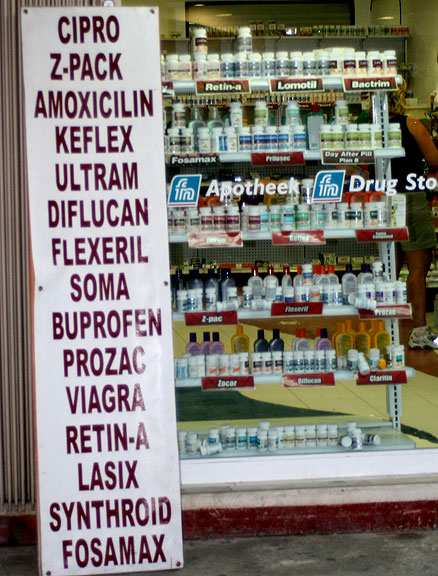 CIPRO
Z-PACK
AMOXICILIN
KEFLEX
ULTRAM
DIFLUCAN
FLEXERIL
SOMA
BUPROFEN
PROZAC
VIAGRA
RETIN-A
LASIX
SYNTHROID
FOSAMAX
Retin-a
Lomotil
Bactrim
Fosamax
Prilosec
Day After Pill
Plan B
Apotheek
Drug Sto
Keflex
Z-pac
Flexeril
Prozac
Zocor
Diflucan
Claritin